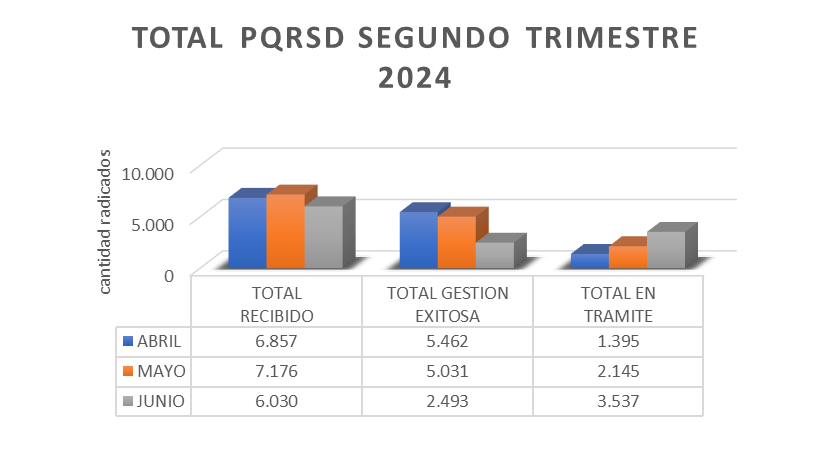 TOTAL PQRSD SEGUNDO TRIMESTRE
2024
cantidad radicados
10.000
5.000
0
TOTAL RECIBIDO TOTAL GESTION EXITOSA TOTAL EN TRAMITE
ABRIL 6.857 5.462 1.395
MAYO 7.176 5.031 2.145
JUNIO 6.030 2.493 3.537